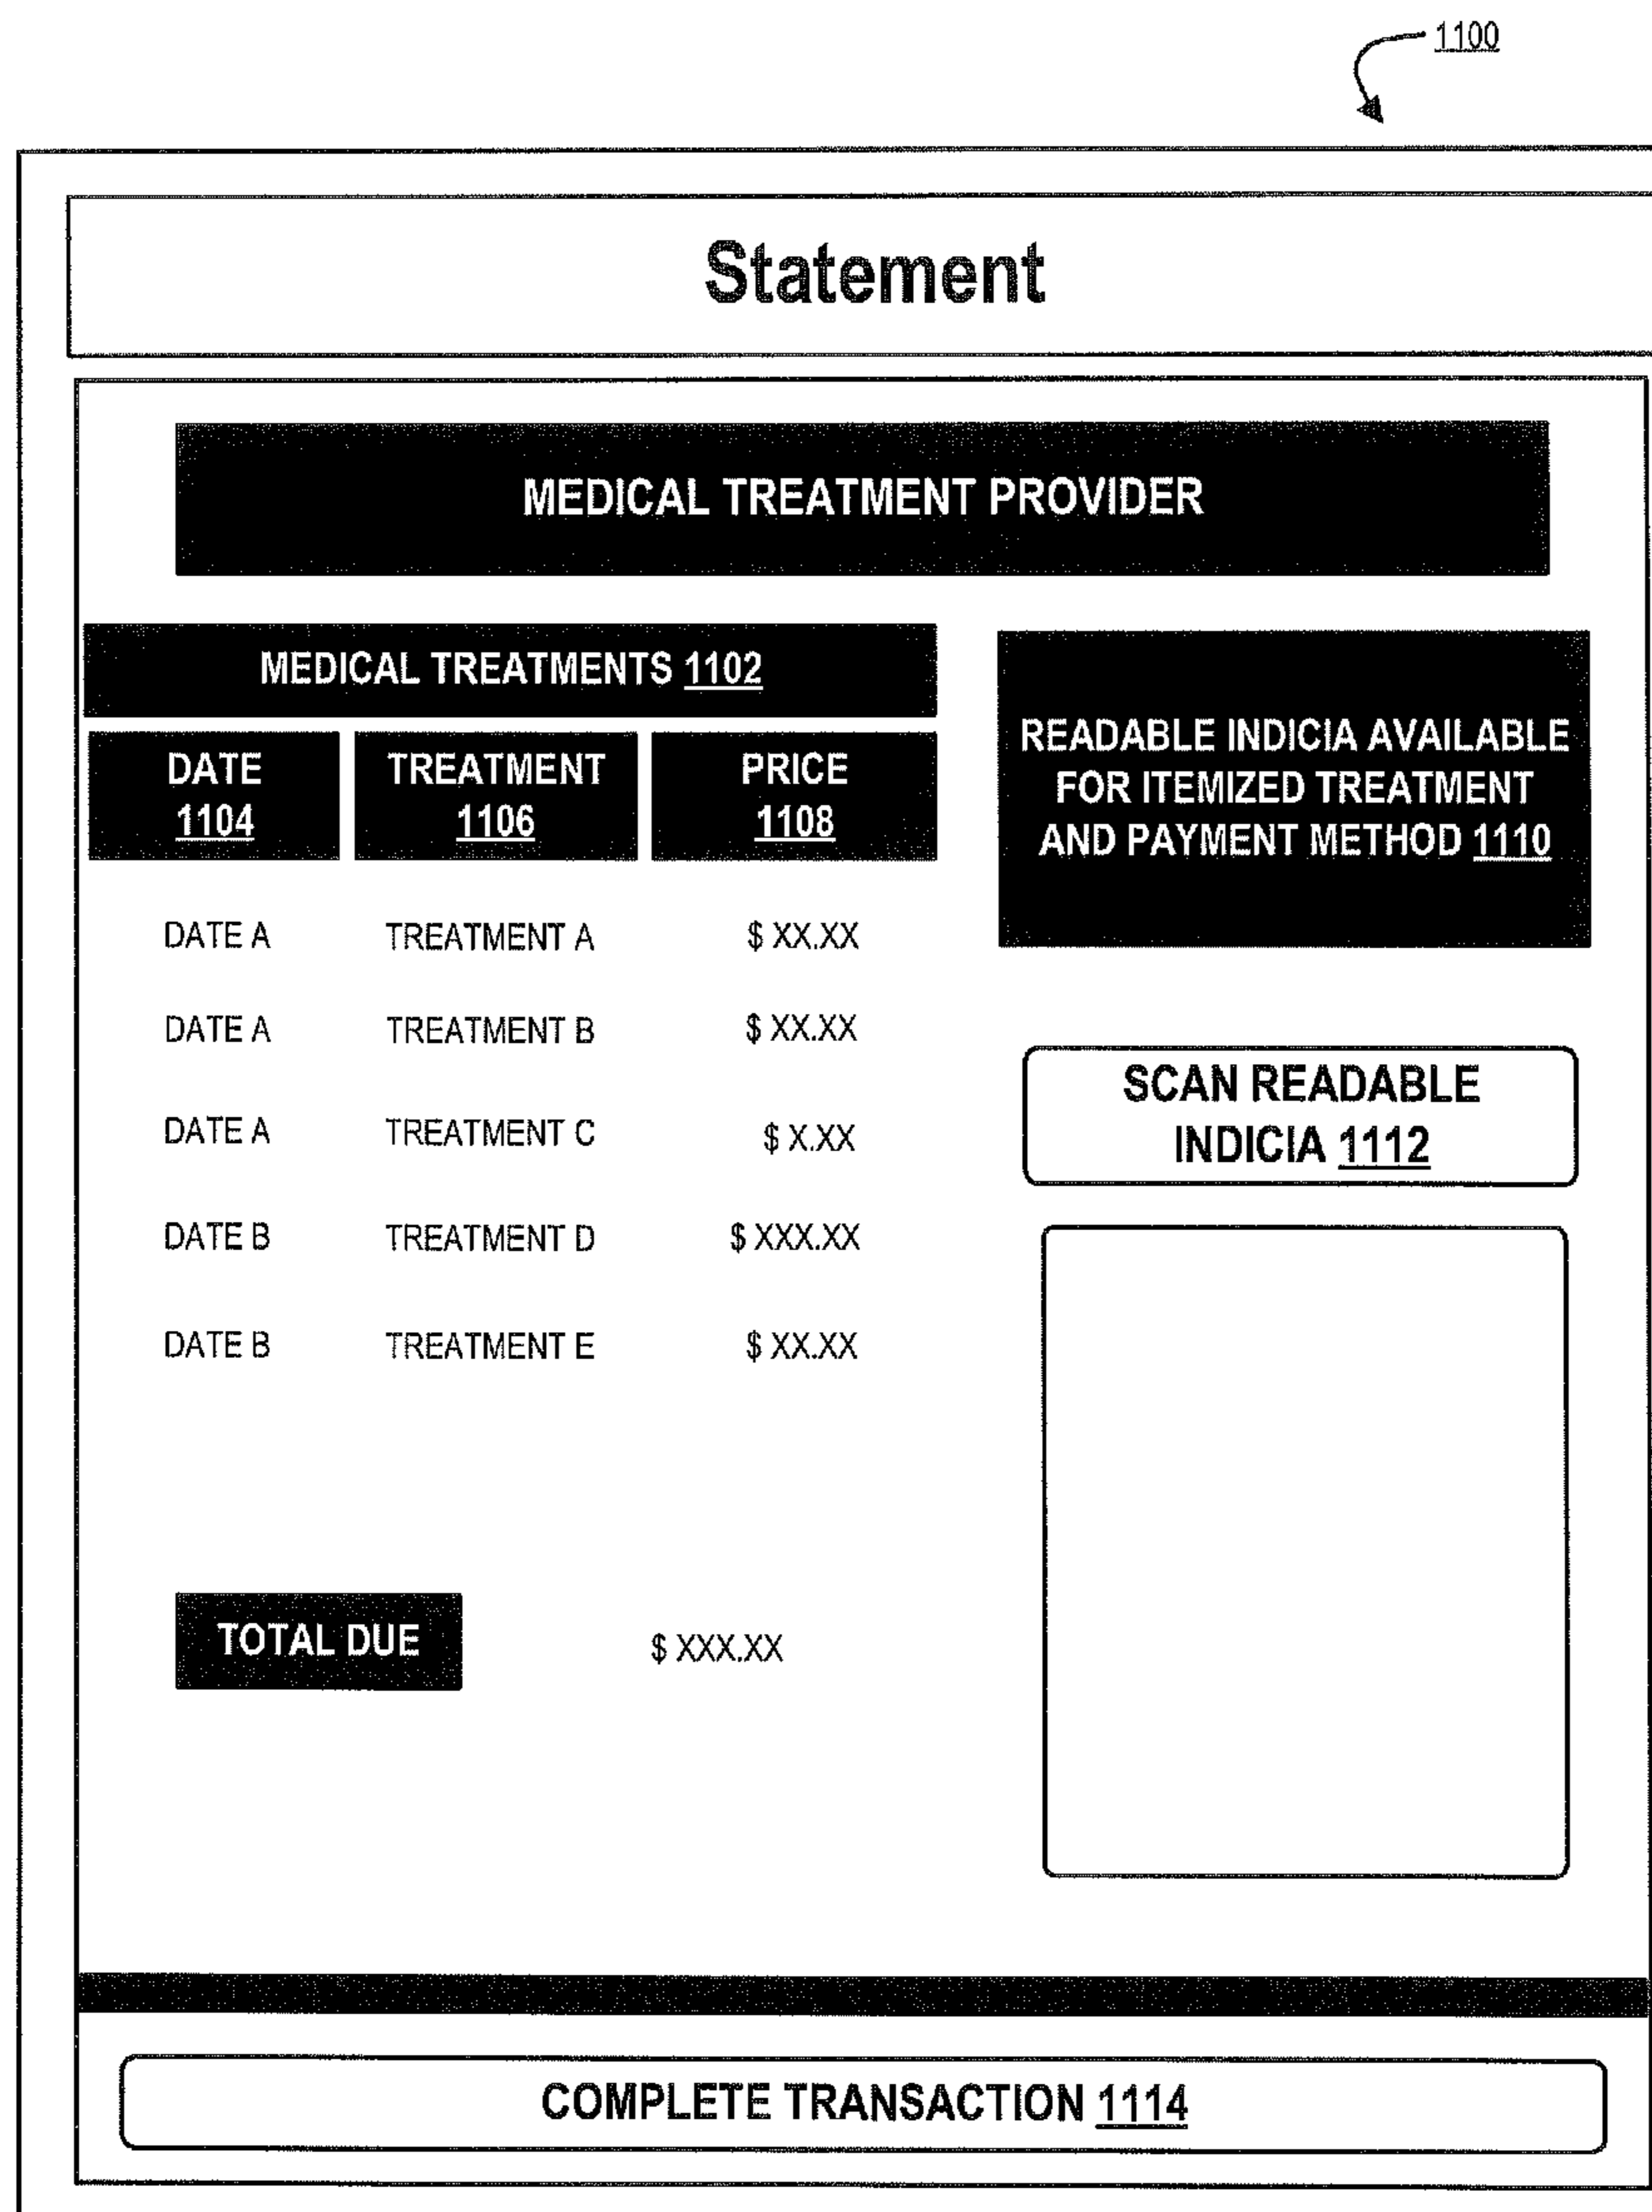 1100
Statement
MEDICAL TREATMENT PROVIDER
MEDICAL TREATMENTS 1102
DATE 1104
TREATMENT 1106
PRICE 1108
DATE A TREATMENT A $ XX.XX
DATE A TREATMENT B $ XX.XX
DATE A TREATMENT C $ X.XX
DATE B TREATMENT D $ XXX.XX
DATE B TREATMENT E $ XX.XX
TOTAL DUE $ XXX.XX
READABLE INDICIA AVAILABLE
FOR ITEMIZED TREATMENT
AND PAYMENT METHOD 1110
SCAN READABLE
INDICIA 1112
COMPLETE TRANSACTION 1114